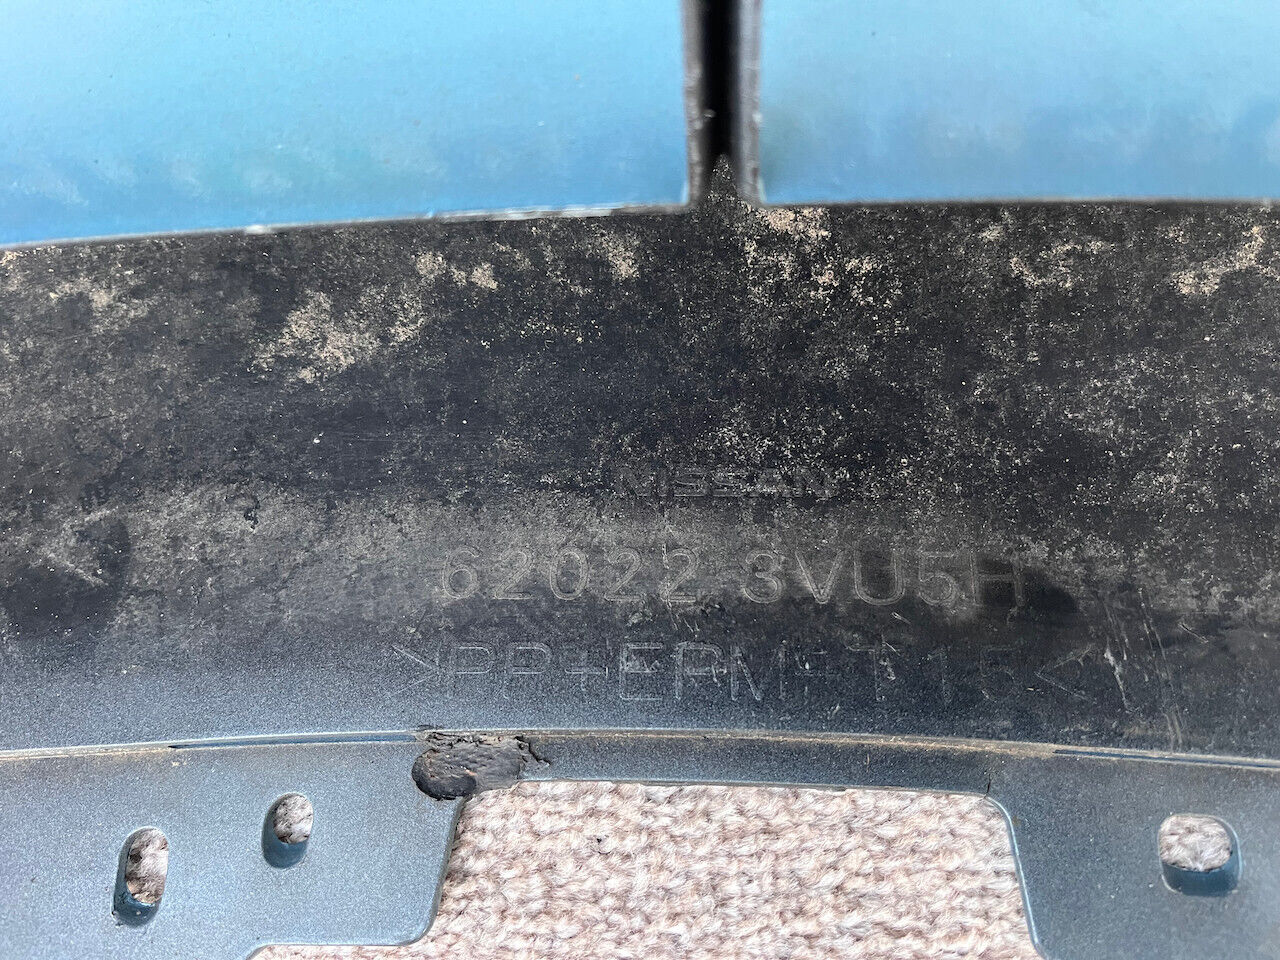 NISSAN
62022 3VU5H
>PP+EPM-T15<